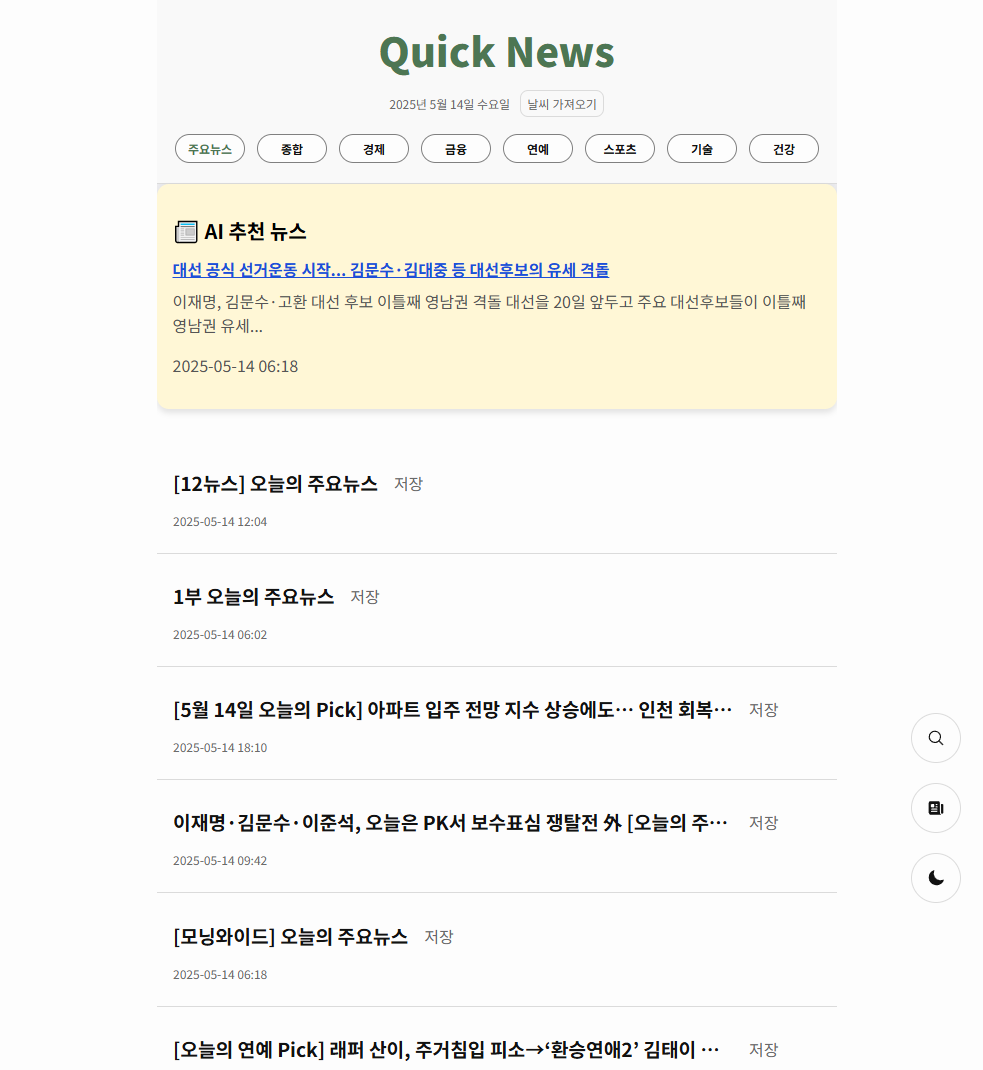 Quick News
2025년 5월 14일 수요일 날씨 가져오기
주요뉴스 종합 경제 금융 연예 스포츠 기술 건강
AI 추천 뉴스
대선 공식 선거운동 시작... 김문수·김대중 등 대선후보의 유세 격돌
이재명, 김문수·고환 대선 후보 이틀째 영남권 격돌 대선을 20일 앞두고 주요 대선후보들이 이틀째
영남권 유세...
2025-05-14 06:18
[12뉴스] 오늘의 주요뉴스 저장
2025-05-14 12:04
1부 오늘의 주요뉴스 저장
2025-05-14 06:02
[5월 14일 오늘의 Pick] 아파트 입주 전망 지수 상승에도… 인천 회복… 저장
2025-05-14 18:10
이재명·김문수·이준석, 오늘은 PK서 보수표심 쟁탈전 外 [오늘의 주… 저장
2025-05-14 09:42
[모닝와이드] 오늘의 주요뉴스 저장
2025-05-14 06:18
[오늘의 연예 Pick] 래퍼 산이, 주거침입 피소→‘환승연애2’ 김태이 … 저장